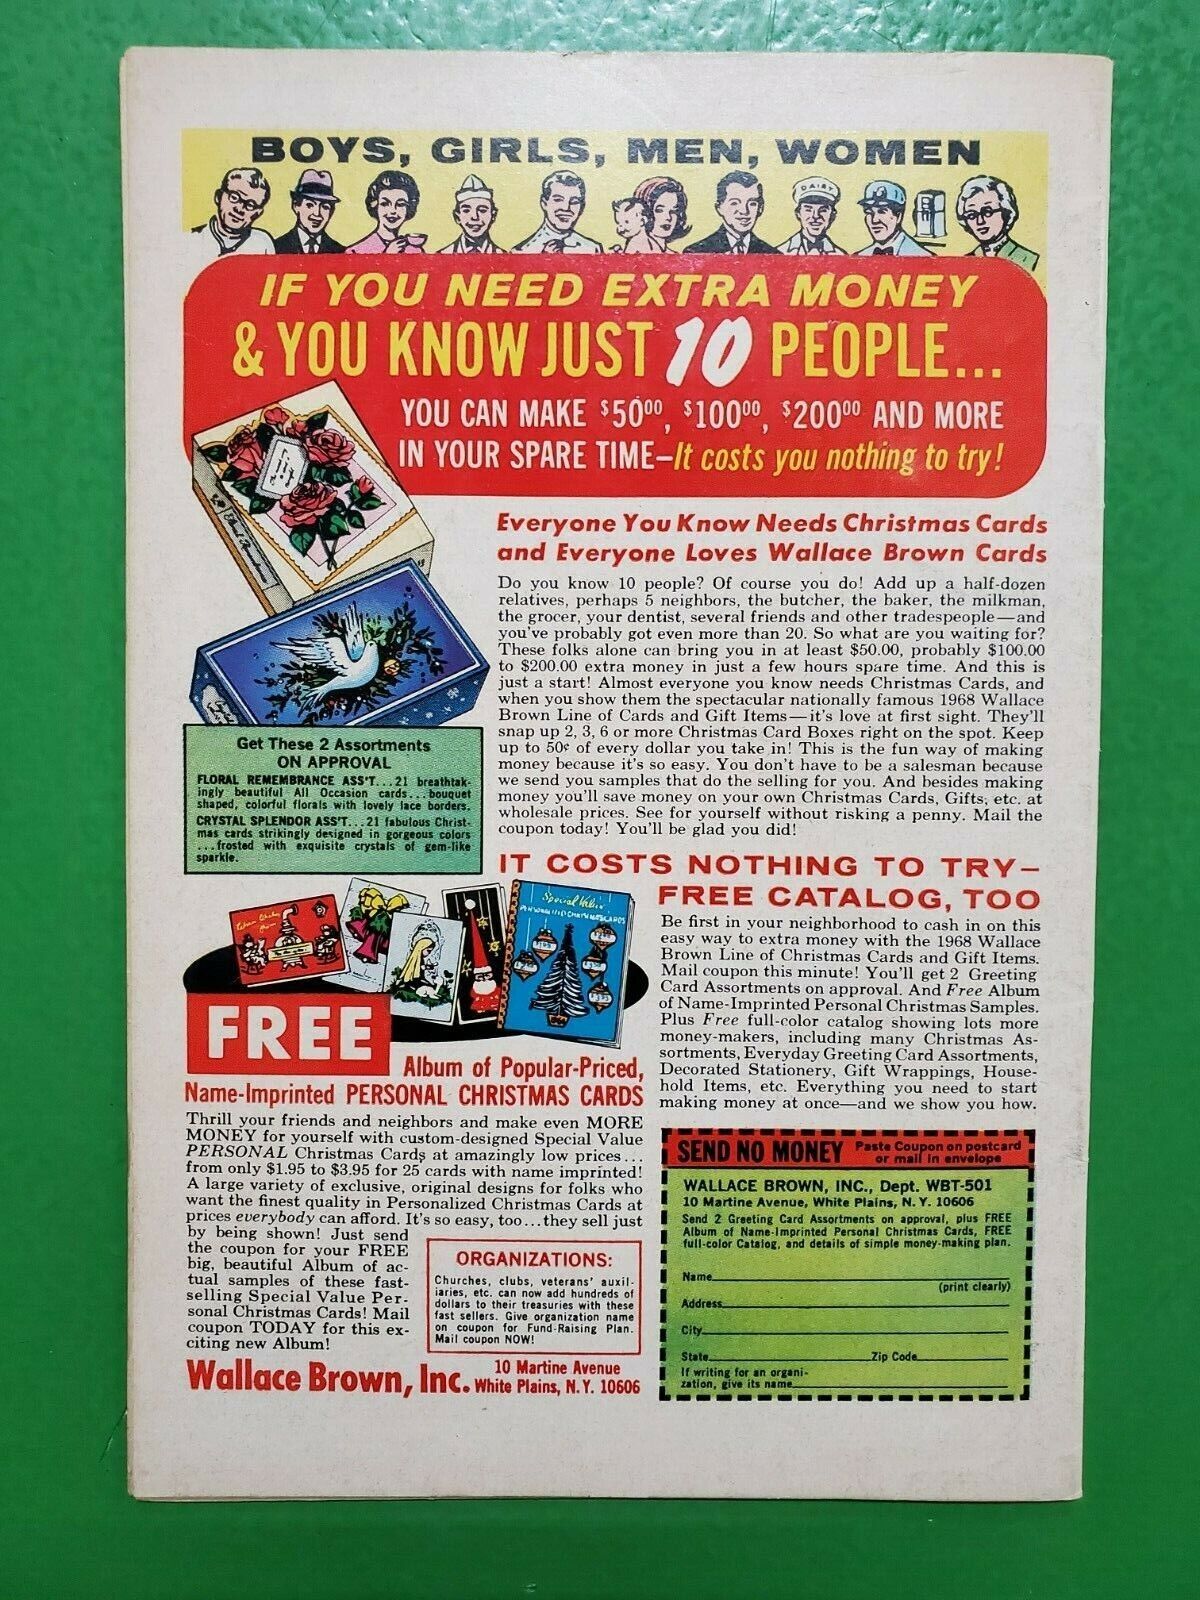 BOYS, GIRLS, MEN, WOMEN
DAIRY
IF YOU NEED EXTRA MONEY
& YOU KNOW JUST 10 PEOPLE...
YOU CAN MAKE $50⁰⁰, $100⁰⁰, $200⁰⁰ AND MORE
IN YOUR SPARE TIME—It costs you nothing to try!
Everyone You Know Needs Christmas Cards
and Everyone Loves Wallace Brown Cards
Do you know 10 people? Of course you do! Add up a half-dozen
relatives, perhaps 5 neighbors, the butcher, the baker, the milkman,
the grocer, your dentist, several friends and other tradespeople—and
you've probably got even more than 20. So what are you waiting for?
These folks alone can bring you in at least $50.00, probably $100.00
to $200.00 extra money in just a few hours spare time. And this is
just a start! Almost everyone you know needs Christmas Cards, and
when you show them the spectacular nationally famous 1968 Wallace
Brown Line of Cards and Gift Items—it's love at first sight. They'll
snap up 2, 3, 6 or more Christmas Card Boxes right on the spot. Keep
up to 50¢ of every dollar you take in! This is the fun way of making
money because it's so easy. You don't have to be a salesman because
we send you samples that do the selling for you. And besides making
money you'll save money on your own Christmas Cards, Gifts, etc. at
wholesale prices. See for yourself without risking a penny. Mail the
coupon today! You'll be glad you did!
Get These 2 Assortments
ON APPROVAL
FLORAL REMEMBRANCE ASS'T...21 breathtak-
ingly beautiful All Occasion cards...bouquet
shaped, colorful florals with lovely lace borders.
CRYSTAL SPLENDOR ASS'T...21 fabulous Christ-
mas cards strikingly designed in gorgeous colors
...frosted with exquisite crystals of gem-like
sparkle.
IT COSTS NOTHING TO TRY—
FREE CATALOG, TOO
Be first in your neighborhood to cash in on this
easy way to extra money with the 1968 Wallace
Brown Line of Christmas Cards and Gift Items.
Mail coupon this minute! You'll get 2 Greeting
Card Assortments on approval. And Free Album
of Name-Imprinted Personal Christmas Samples.
Plus Free full-color catalog showing lots more
money-makers, including many Christmas As-
sortments, Everyday Greeting Card Assortments,
Decorated Stationery, Gift Wrappings, House-
hold Items, etc. Everything you need to start
making money at once—and we show you how.
Special Value
PERSONALIZED CHRISTMAS CARDS
FREE
Album of Popular-Priced,
Name-Imprinted PERSONAL CHRISTMAS CARDS
Thrill your friends and neighbors and make even MORE
MONEY for yourself with custom-designed Special Value
PERSONAL Christmas Cards at amazingly low prices...
from only $1.95 to $3.95 for 25 cards with name imprinted!
A large variety of exclusive, original designs for folks who
want the finest quality in Personalized Christmas Cards at
prices everybody can afford. It's so easy, too...they sell just
by being shown! Just send
the coupon for your FREE
big, beautiful Album of ac-
tual samples of these fast-
selling Special Value Per-
sonal Christmas Cards! Mail
coupon TODAY for this ex-
citing new Album!
ORGANIZATIONS:
Churches, clubs, veterans' auxil-
iaries, etc. can now add hundreds of
dollars to their treasuries with these
fast sellers. Give organization name
on coupon for Fund-Raising Plan.
Mail coupon NOW!
Wallace Brown, Inc.
10 Martine Avenue
White Plains, N. Y. 10606
SEND NO MONEY
Paste Coupon on postcard
or mail in envelope
WALLACE BROWN, INC., Dept. WBT-501
10 Martine Avenue, White Plains, N. Y. 10606
Send 2 Greeting Card Assortments on approval, plus FREE
Album of Name-Imprinted Personal Christmas Cards, FREE
full-color Catalog, and details of simple money-making plan.
Name
(print clearly)
Address
City
State Zip Code
If writing for an organi-
zation, give its name